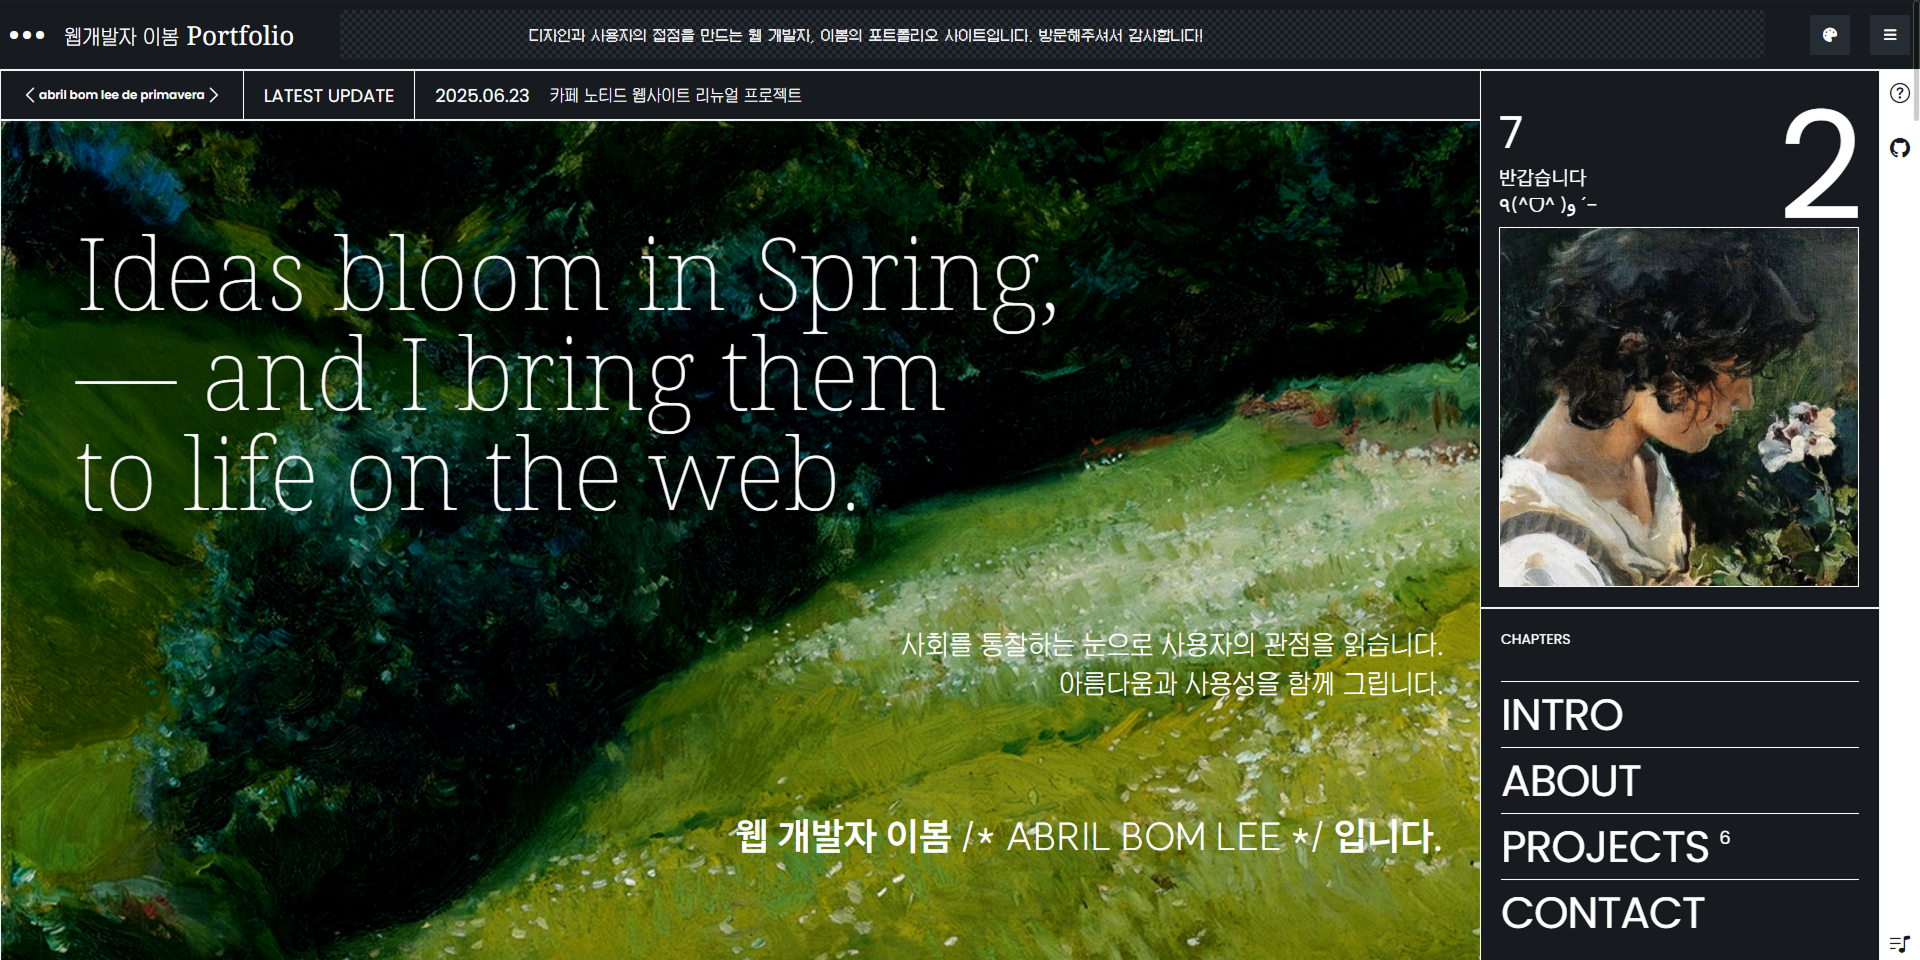 웹개발자 이봄 Portfolio
디자인과 사용자의 접점을 만드는 웹 개발자, 이봄의 포트폴리오 사이트입니다. 방문해주셔서 감사합니다!
abril bom lee de primavera
LATEST UPDATE
2025.06.23 카페 노티드 웹사이트 리뉴얼 프로젝트
7
2
반갑습니다
٩(^ᗜ^ )و ´-
Ideas bloom in Spring,
— and I bring them
to life on the web.
사회를 통찰하는 눈으로 사용자의 관점을 읽습니다.
아름다움과 사용성을 함께 그립니다.
웹 개발자 이봄 /* ABRIL BOM LEE */ 입니다.
CHAPTERS
INTRO
ABOUT
PROJECTS 6
CONTACT